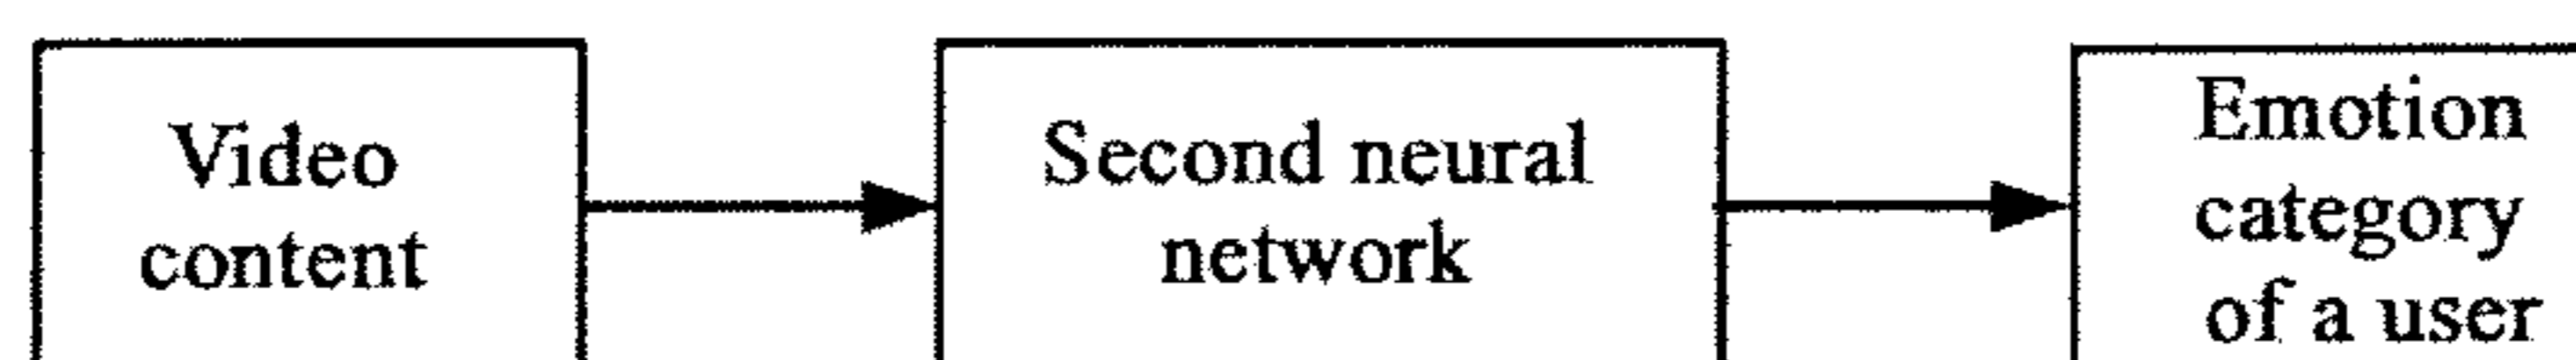 Video
content
Second neural
network
Emotion
category
of a user